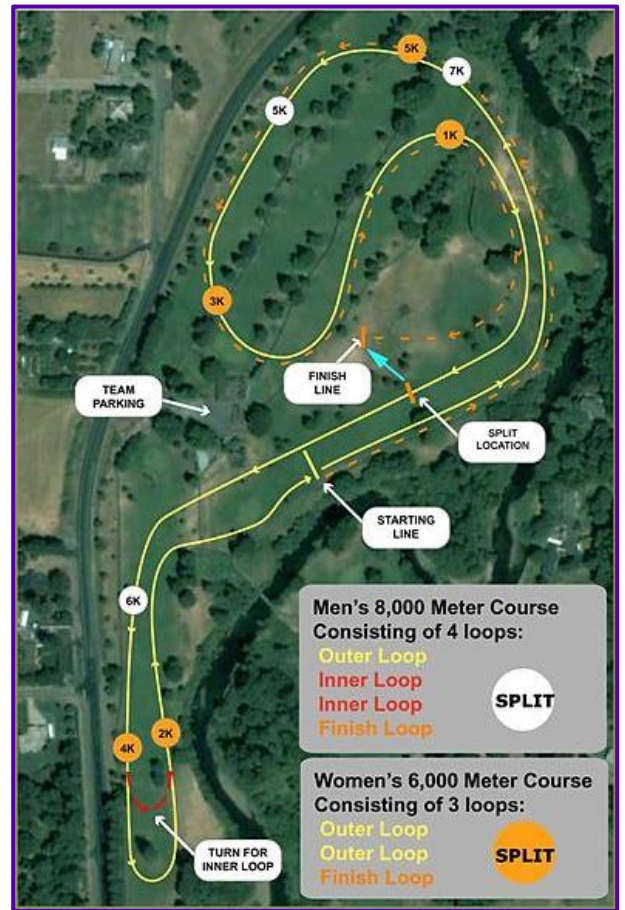 5K
7K
5K
1K
3K
FINISH
LINE
TEAM
PARKING
SPLIT
LOCATION
STARTING
LINE
6K
4K
2K
TURN FOR
INNER LOOP
Men's 8,000 Meter Course
Consisting of 4 loops:
Outer Loop
Inner Loop
Inner Loop
Finish Loop
SPLIT
Women's 6,000 Meter Course
Consisting of 3 loops:
Outer Loop
Outer Loop
Finish Loop
SPLIT